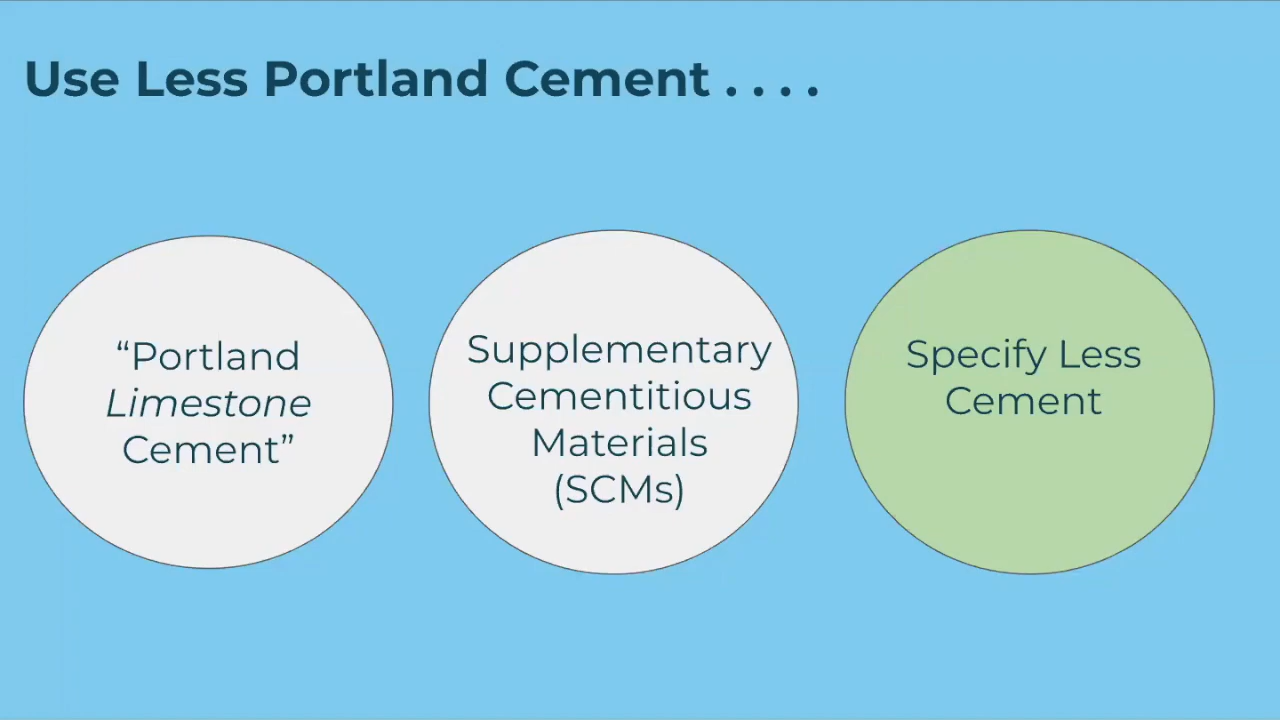 Use Less Portland Cement . . . .
“Portland
Limestone
Cement”
Supplementary
Cementitious
Materials
(SCMs)
Specify Less
Cement